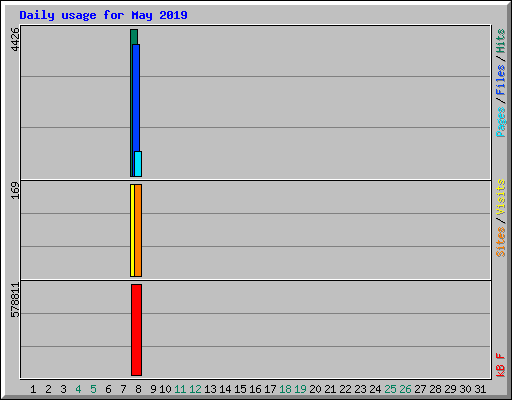 Daily usage for May 2019
4426
Pages/Files/Hits
169
Sites/Visits
578811
kB F
1 2 3 4 5 6 7 8 9 10 11 12 13 14 15 16 17 18 19 20 21 22 23 24 25 26 27 28 29 30 31